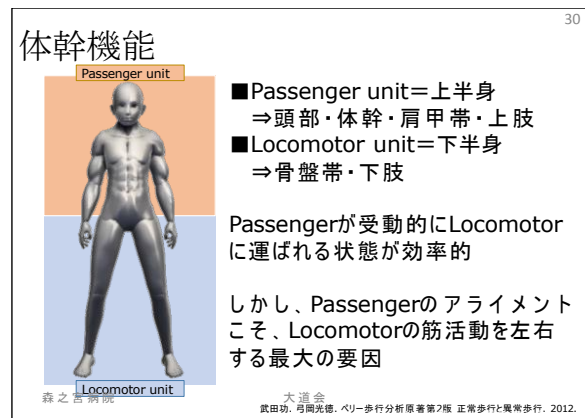 30
体幹機能
Passenger unit
■Passenger unit＝上半身
⇒頭部・体幹・肩甲帯・上肢
■Locomotor unit＝下半身
⇒骨盤帯・下肢
Passengerが受動的にLocomotor
に運ばれる状態が効率的
しかし、Passengerのアライメント
こそ、Locomotorの筋活動を左右
する最大の要因
Locomotor unit
森之宮病院
大道会
武田功. 弓岡光徳. ペリー歩行分析原著第2版 正常歩行と異常歩行. 2012.